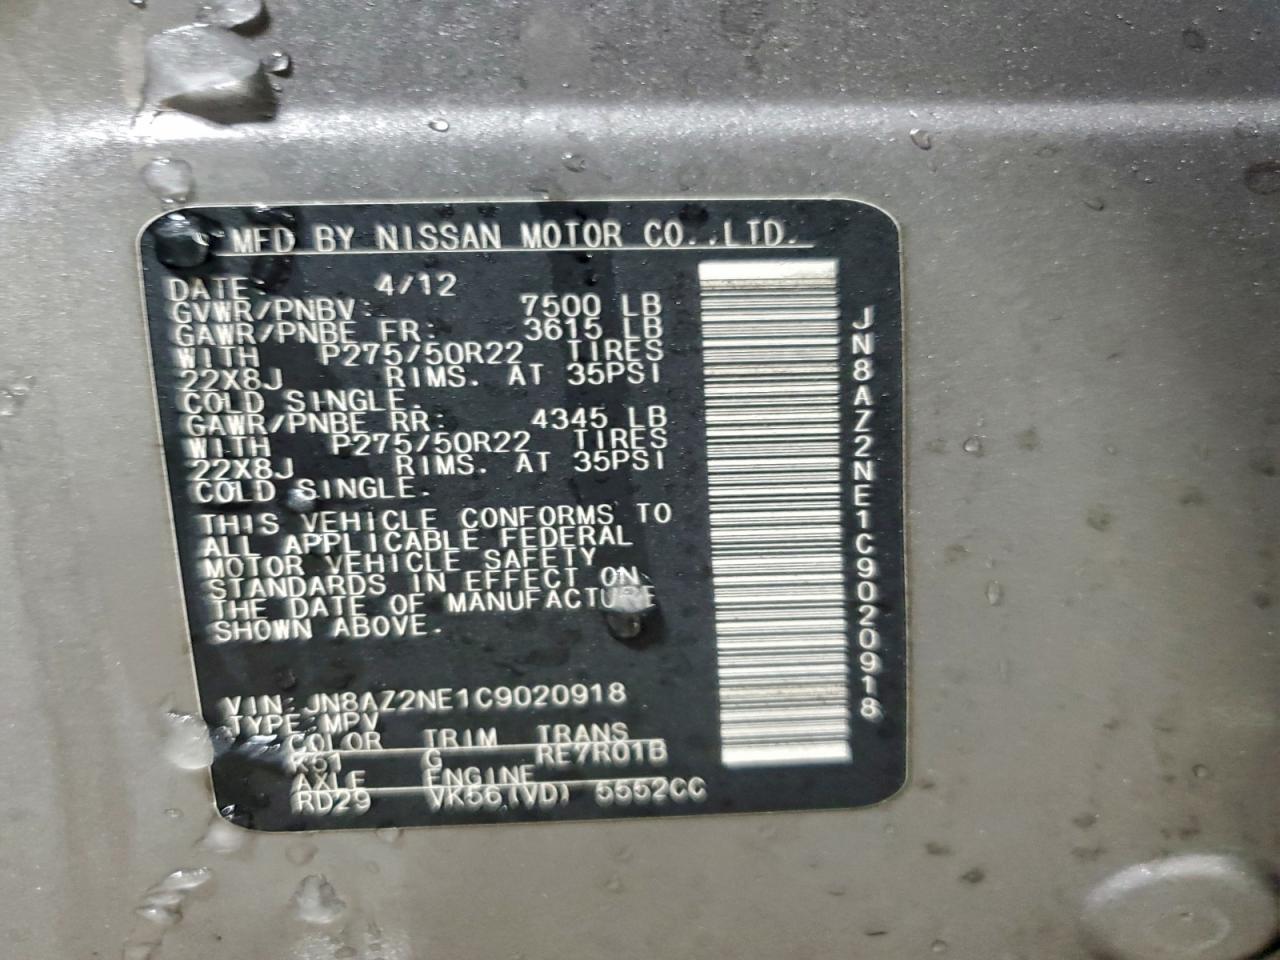 MFD BY NISSAN MOTOR CO.,LTD.
DATE: 4/12
GVWR/PNBV: 7500 LB
GAWR/PNBE FR: 3615 LB
WITH P275/50R22 TIRES
22X8J RIMS. AT 35PSI
COLD SINGLE.
GAWR/PNBE RR: 4345 LB
WITH P275/50R22 TIRES
22X8J RIMS. AT 35PSI
COLD SINGLE.
THIS VEHICLE CONFORMS TO
ALL APPLICABLE FEDERAL
MOTOR VEHICLE SAFETY
STANDARDS IN EFFECT ON
THE DATE OF MANUFACTURE
SHOWN ABOVE.
VIN: JN8AZ2NE1C9020918
TYPE:MPV
COLOR TRIM TRANS
K51 G RE7R01B
AXLE ENGINE
RD29 VK56(VD) 5552CC
JN8AZ2NE1C9020918